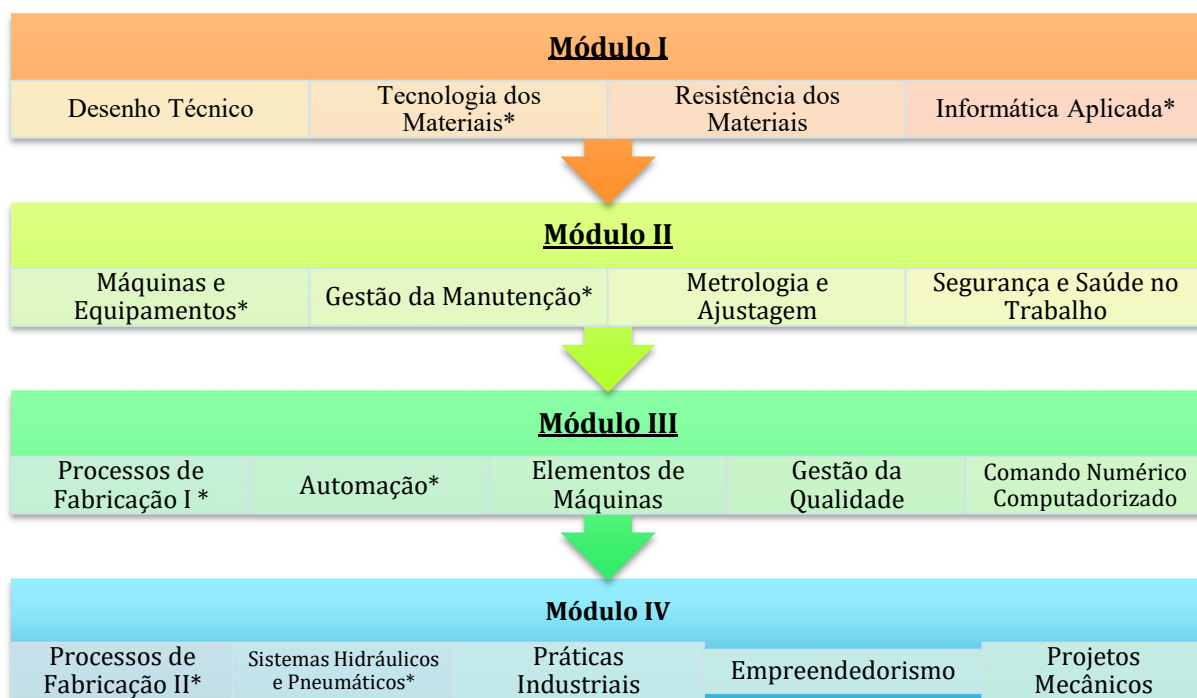 Módulo I
Desenho Técnico
Tecnologia dos
Materiais*
Resistência dos
Materiais
Informática Aplicada*
Módulo II
Máquinas e
Equipamentos*
Gestão da Manutenção*
Metrologia e
Ajustagem
Segurança e Saúde no
Trabalho
Módulo III
Processos de
Fabricação I *
Automação*
Elementos de
Máquinas
Gestão da
Qualidade
Comando Numérico
Computadorizado
Módulo IV
Processos de
Fabricação II*
Sistemas Hidráulicos
e Pneumáticos*
Práticas
Industriais
Empreendedorismo
Projetos
Mecânicos